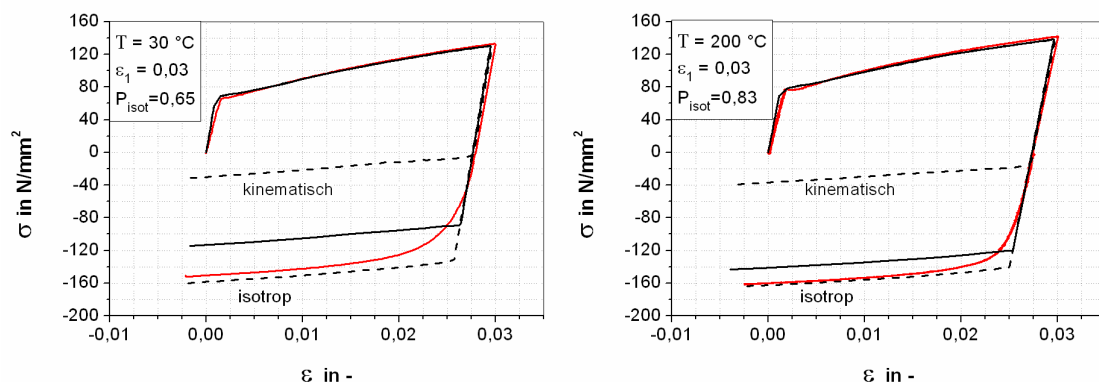 160
120
80
40
0
-40
-80
-120
-160
-200
σ in N/mm²
T = 30 °C
ε₁ = 0,03
Pisot=0,65
kinematisch
isotrop
-0,01 0,00 0,01 0,02 0,03
ε in -
160
120
80
40
0
-40
-80
-120
-160
-200
σ in N/mm²
T = 200 °C
ε₁ = 0,03
Pisot=0,83
kinematisch
isotrop
-0,01 0,00 0,01 0,02 0,03
ε in -